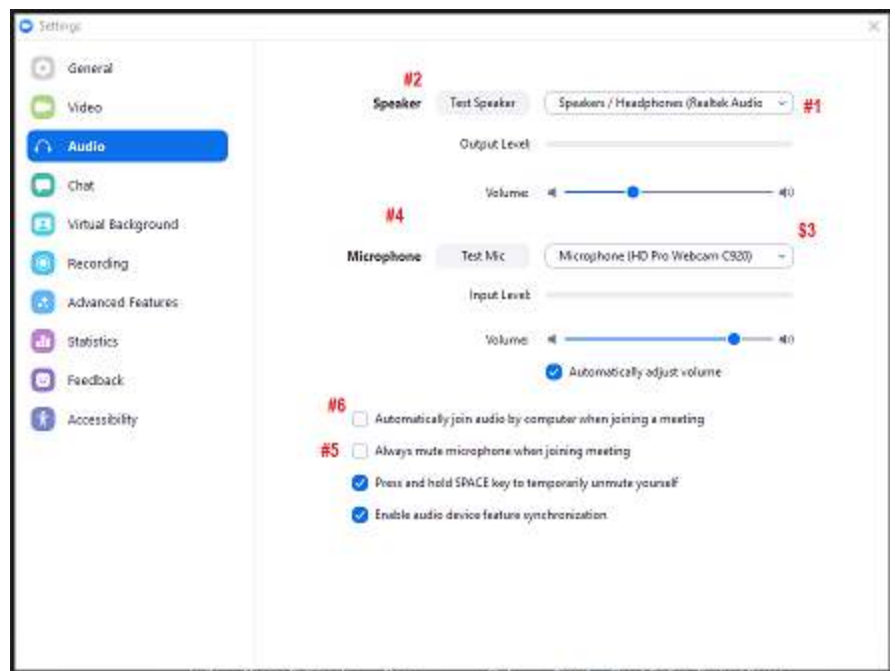 Settings
General
#2
Speaker Test Speaker Speakers / Headphones (Realtek Audio #1
Video
Audio
Output Level:
Chat
Volume:
#4
Virtual Background
$3
Microphone Test Mic Microphone (HD Pro Webcam C920)
Recording
Input Level:
Advanced Features
Statistics
Volume:
Automatically adjust volume
Feedback
#6
Automatically join audio by computer when joining a meeting
Accessibility
#5 Always mute microphone when joining meeting
Press and hold SPACE key to temporarily unmute yourself
Enable audio device feature synchronization